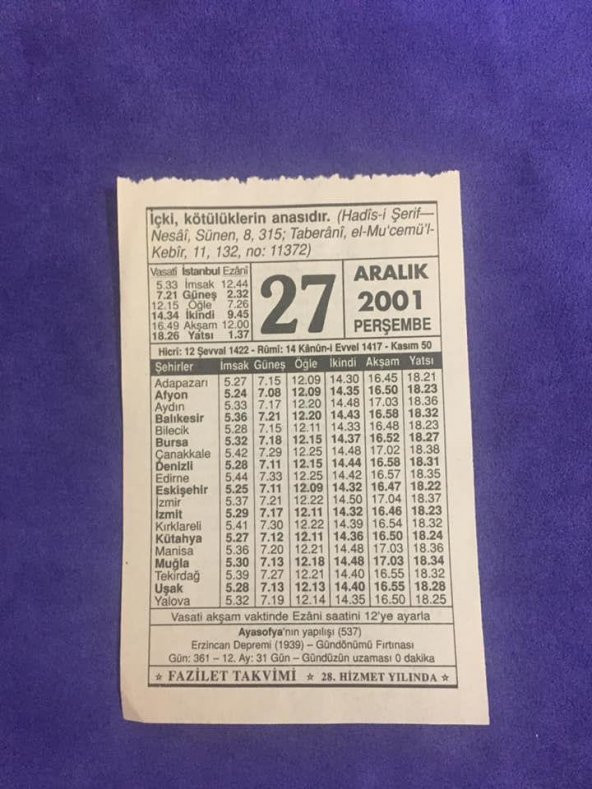 İçki, kötülüklerin anasıdır. (Hadîs-i Şerif—
Nesâî, Sünen, 8, 315; Taberânî, el-Mu'cemü'l-
Kebîr, 11, 132, no: 11372)
Vasatî İstanbul Ezânî
5.33 İmsak 12.44
7.21 Güneş 2.32
12.15 Öğle 7.26
14.34 İkindi 9.45
16.49 Akşam 12.00
18.26 Yatsı 1.37
27
ARALIK
2001
PERŞEMBE
Hicrî: 12 Şevval 1422 - Rûmî: 14 Kânûn-i Evvel 1417 - Kasım 50
Şehirler İmsak Güneş Öğle İkindi Akşam Yatsı
Adapazarı 5.27 7.15 12.09 14.30 16.45 18.21
Afyon 5.24 7.08 12.09 14.35 16.50 18.23
Aydın 5.33 7.17 12.20 14.48 17.03 18.36
Balıkesir 5.36 7.21 12.20 14.43 16.58 18.32
Bilecik 5.28 7.15 12.11 14.33 16.48 18.23
Bursa 5.32 7.18 12.15 14.37 16.52 18.27
Çanakkale 5.42 7.29 12.25 14.48 17.02 18.38
Denizli 5.28 7.11 12.15 14.44 16.58 18.31
Edirne 5.44 7.33 12.25 14.42 16.57 18.35
Eskişehir 5.25 7.11 12.09 14.32 16.47 18.22
İzmir 5.37 7.21 12.22 14.50 17.04 18.37
İzmit 5.29 7.17 12.11 14.32 16.46 18.23
Kırklareli 5.41 7.30 12.22 14.39 16.54 18.32
Kütahya 5.27 7.12 12.11 14.36 16.50 18.24
Manisa 5.36 7.20 12.21 14.48 17.03 18.36
Muğla 5.30 7.13 12.18 14.48 17.03 18.34
Tekirdağ 5.39 7.27 12.21 14.40 16.55 18.32
Uşak 5.28 7.13 12.13 14.40 16.55 18.28
Yalova 5.32 7.19 12.14 14.35 16.50 18.25
Vasati akşam vaktinde Ezâni saatini 12'ye ayarla
Ayasofya'nın yapılışı (537)
Erzincan Depremi (1939) – Gündönümü Fırtınası
Gün: 361 – 12. Ay: 31 Gün – Gündüzün uzaması 0 dakika
★ FAZİLET TAKVİMİ ★ 28. HİZMET YILINDA ★